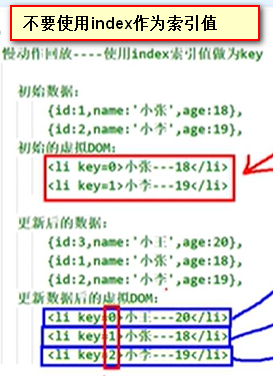 不要使用index作为索引值
慢动作回放----使用index索引值做为key
初始数据:
{id:1,name:'小张',age:18},
{id:2,name:'小李',age:19},
初始的虚拟DOM:
<li key=0>小张---18</li>
<li key=1>小李---19</li>
更新后的数据:
{id:3,name:'小王',age:20},
{id:1,name:'小张',age:18},
{id:2,name:'小李',age:19},
更新数据后的虚拟DOM:
<li key=0>小王---20</li>
<li key=1>小张---18</li>
<li key=2>小李---19</li>